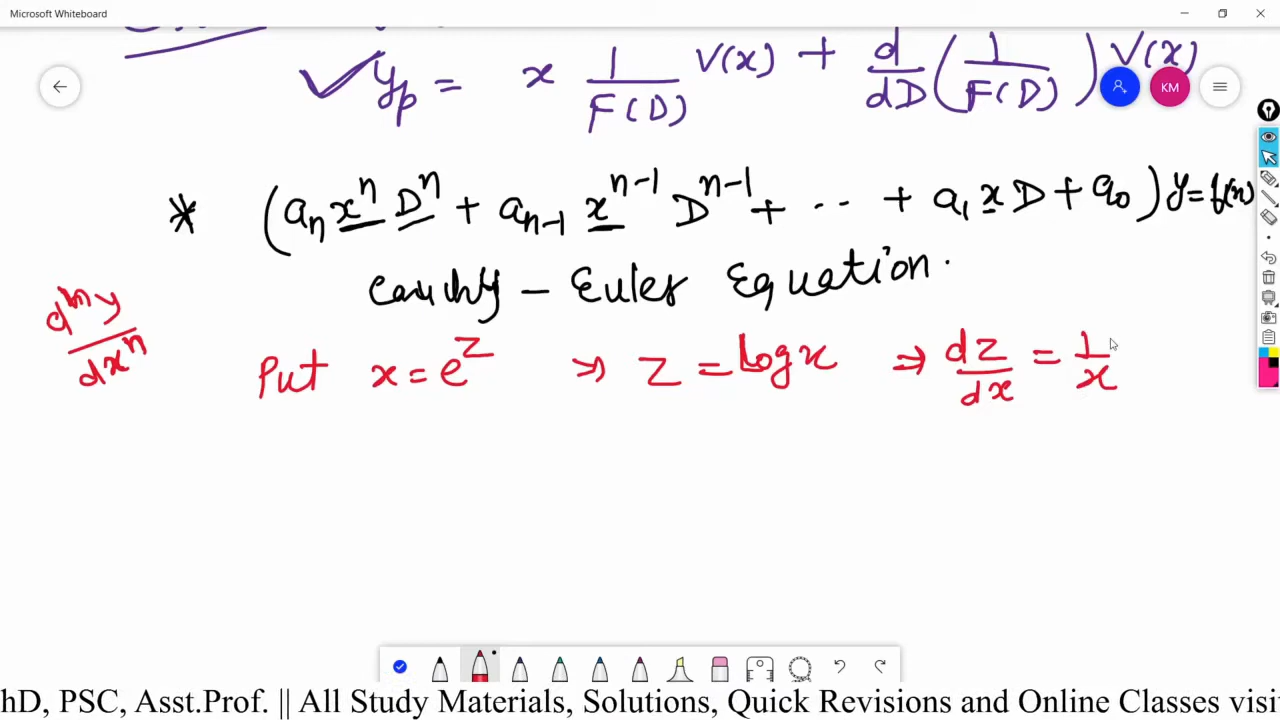 Microsoft Whiteboard
y_p = x 1/F(D) V(x) + d/dD (1/F(D)) V(x)
KM
* (a_n x^n D^n + a_{n-1} x^{n-1} D^{n-1} + .. + a_1 x D + a_0) y = f(x)
Cauchy - Euler Equation.
d^n y/dx^n
Put x = e^z ⇒ z = log x ⇒ dz/dx = 1/x
hD, PSC, Asst.Prof. || All Study Materials, Solutions, Quick Revisions and Online Classes visi